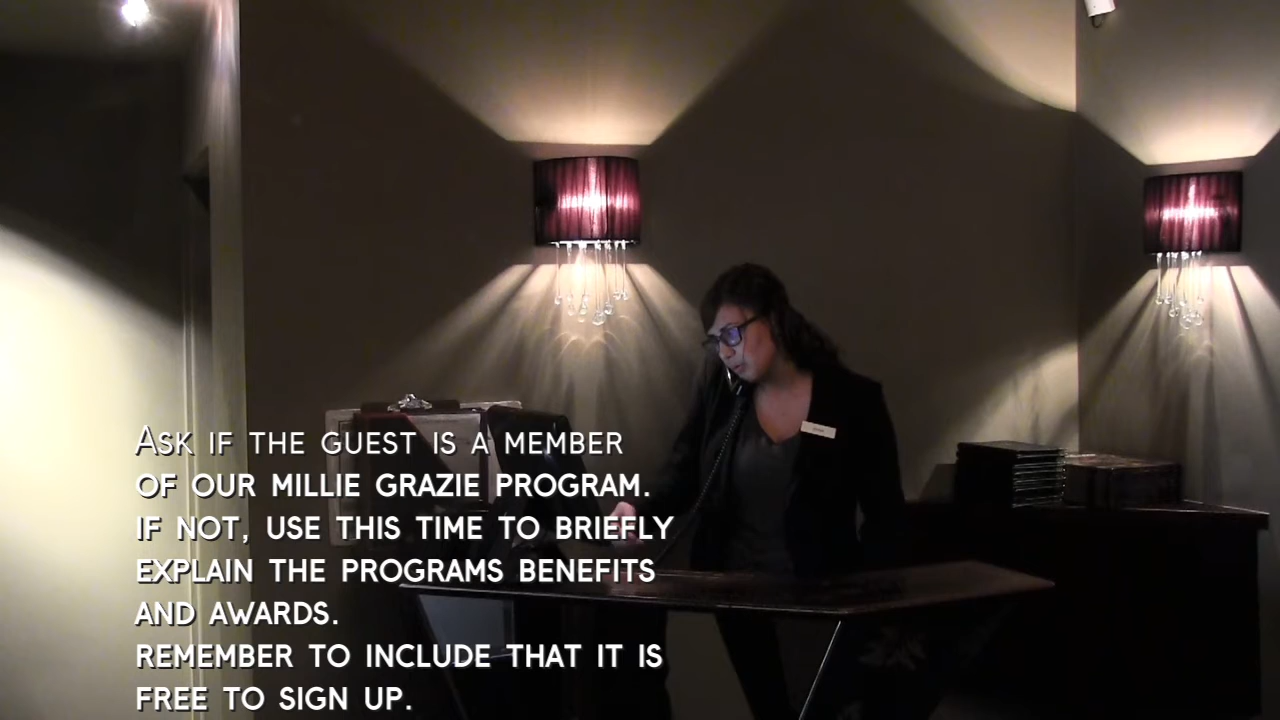 Ask if the guest is a member
of our Millie Grazie program.
If not, use this time to briefly
explain the programs benefits
and awards.
Remember to include that it is
free to sign up.